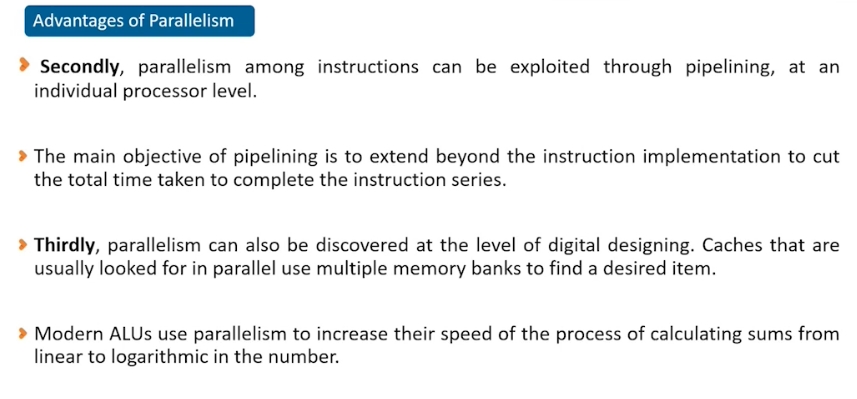 Advantages of Parallelism
Secondly, parallelism among instructions can be exploited through pipelining, at an
individual processor level.
The main objective of pipelining is to extend beyond the instruction implementation to cut
the total time taken to complete the instruction series.
Thirdly, parallelism can also be discovered at the level of digital designing. Caches that are
usually looked for in parallel use multiple memory banks to find a desired item.
Modern ALUs use parallelism to increase their speed of the process of calculating sums from
linear to logarithmic in the number.